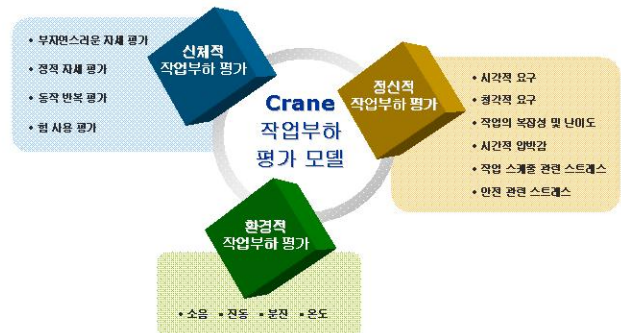 • 부자연스러운 자세 평가
• 정적 자세 평가
• 동작 반복 평가
• 힘 사용 평가
신체적
작업부하 평가
Crane
작업부하
평가 모델
정신적
작업부하 평가
• 시각적 요구
• 청각적 요구
• 작업의 복잡성 및 난이도
• 시간적 압박감
• 작업 스케줄 관련 스트레스
• 안전 관련 스트레스
환경적
작업부하 평가
• 소음 • 진동 • 분진 • 온도